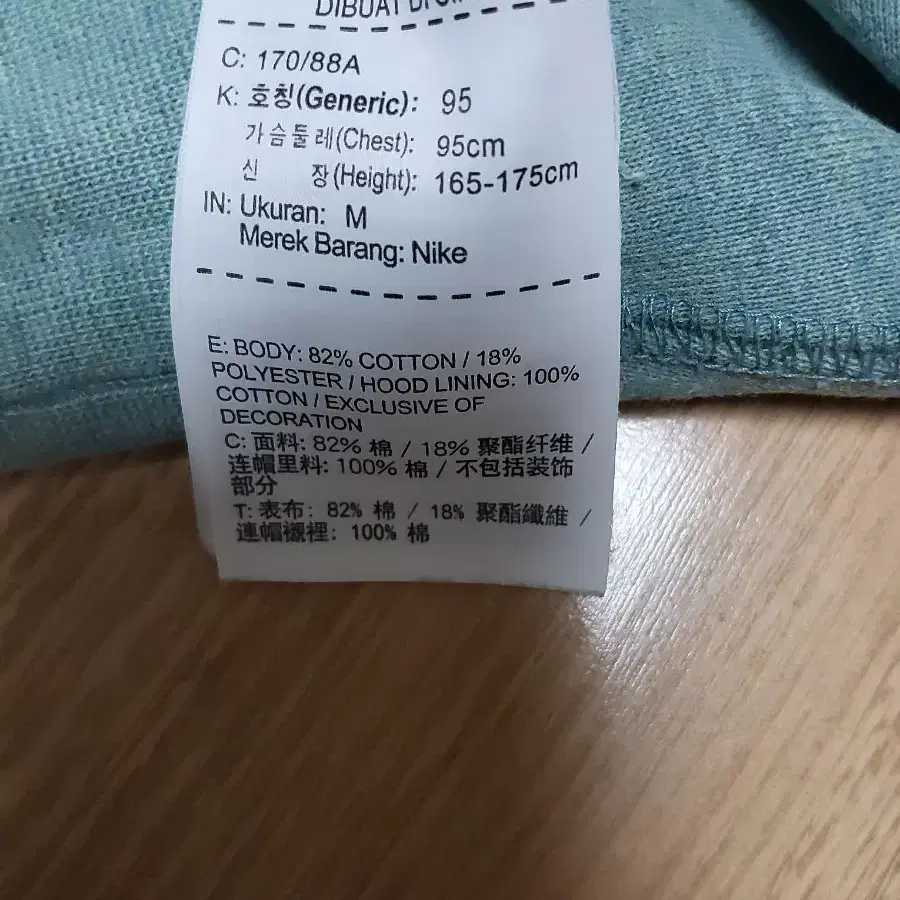 DIBUAT DI
C: 170/88A
K: 호칭(Generic): 95
가슴둘레(Chest): 95cm
신 장(Height): 165-175cm
IN: Ukuran: M
Merek Barang: Nike
E: BODY: 82% COTTON / 18%
POLYESTER / HOOD LINING: 100%
COTTON / EXCLUSIVE OF
DECORATION
C: 面料: 82% 棉 / 18% 聚酯纤维 /
连帽里料: 100% 棉 / 不包括装饰
部分
T: 表布: 82% 棉 / 18% 聚酯纖維 /
連帽襯裡: 100% 棉